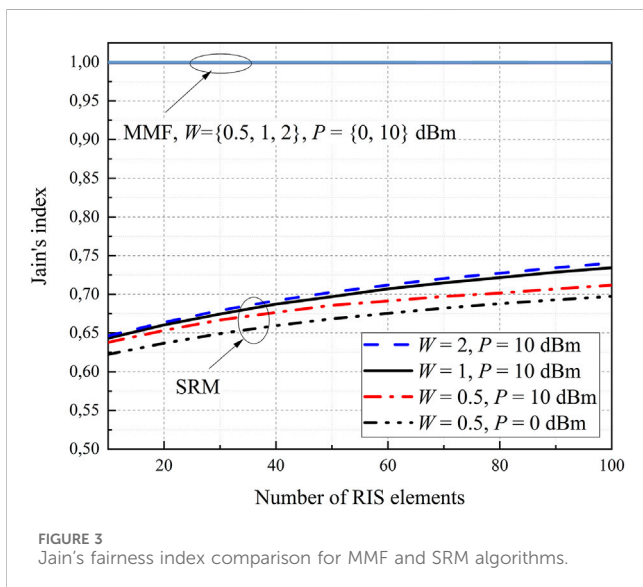 1,00
0,95
0,90
0,85
0,80
0,75
0,70
0,65
0,60
0,55
0,50
Jain's index
MMF, W={0.5, 1, 2}, P = {0, 10} dBm
SRM
W = 2, P = 10 dBm
W = 1, P = 10 dBm
W = 0.5, P = 10 dBm
W = 0.5, P = 0 dBm
20 40 60 80 100
Number of RIS elements
FIGURE 3
Jain’s fairness index comparison for MMF and SRM algorithms.